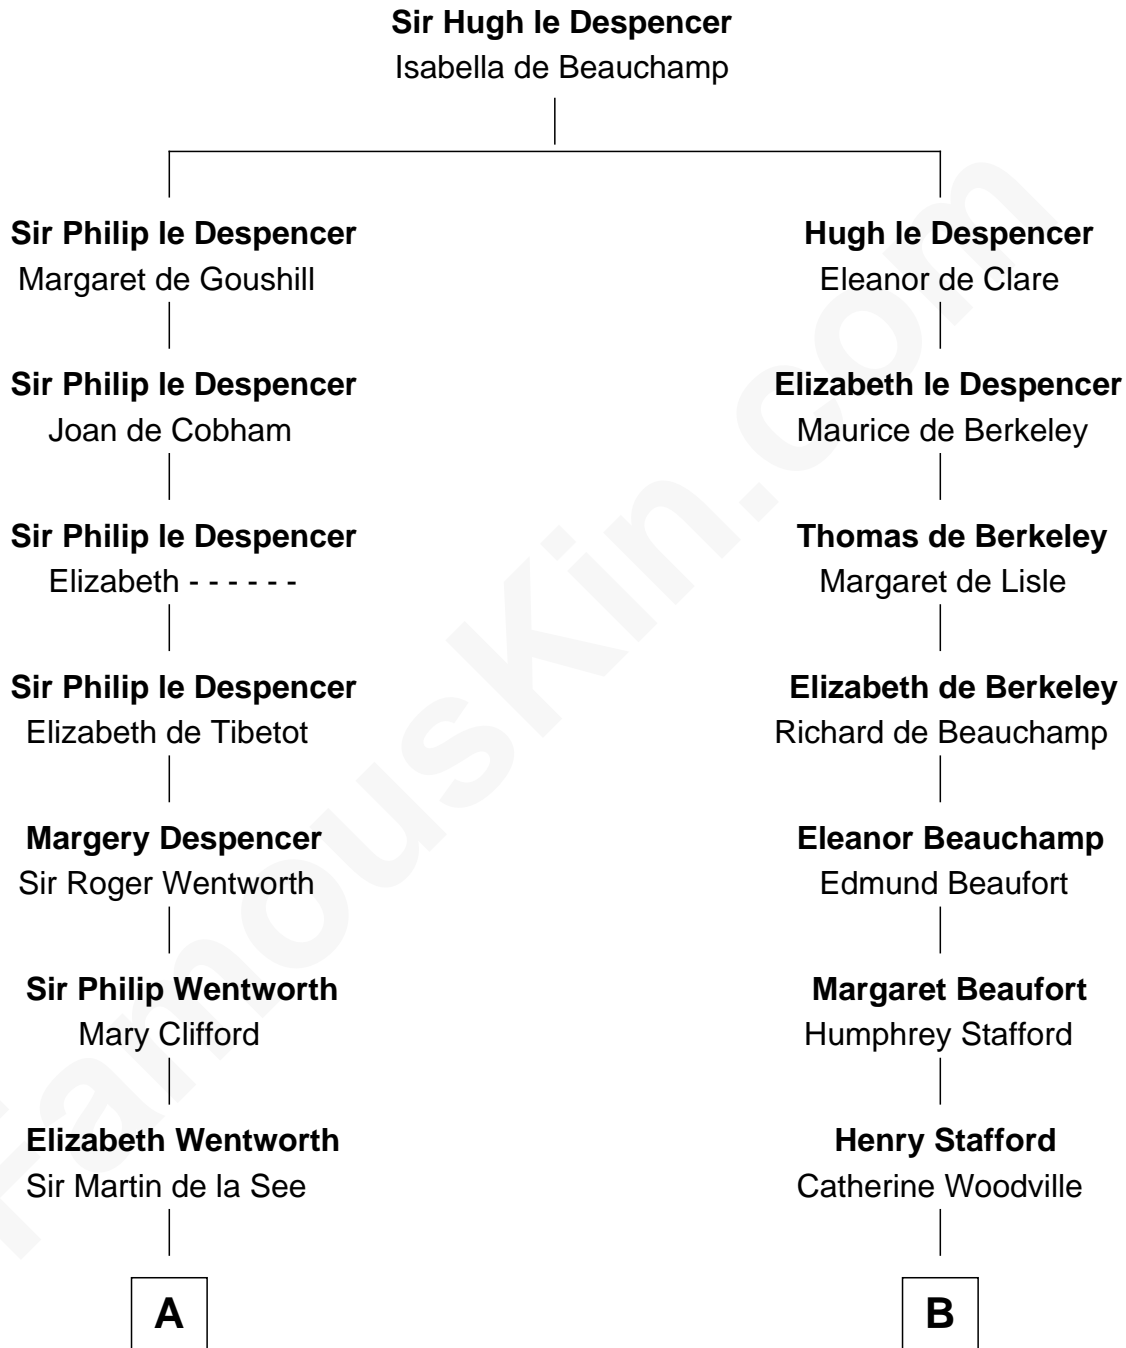 Sir Hugh le Despencer
Isabella de Beauchamp
Sir Philip le Despencer
Margaret de Goushill
Hugh le Despencer
Eleanor de Clare
Sir Philip le Despencer
Joan de Cobham
Elizabeth le Despencer
Maurice de Berkeley
Sir Philip le Despencer
Elizabeth - - - - - -
Thomas de Berkeley
Margaret de Lisle
Sir Philip le Despencer
Elizabeth de Tibetot
Elizabeth de Berkeley
Richard de Beauchamp
Margery Despencer
Sir Roger Wentworth
Eleanor Beauchamp
Edmund Beaufort
Sir Philip Wentworth
Mary Clifford
Margaret Beaufort
Humphrey Stafford
Elizabeth Wentworth
Sir Martin de la See
Henry Stafford
Catherine Woodville
A
B
FamousKin.com